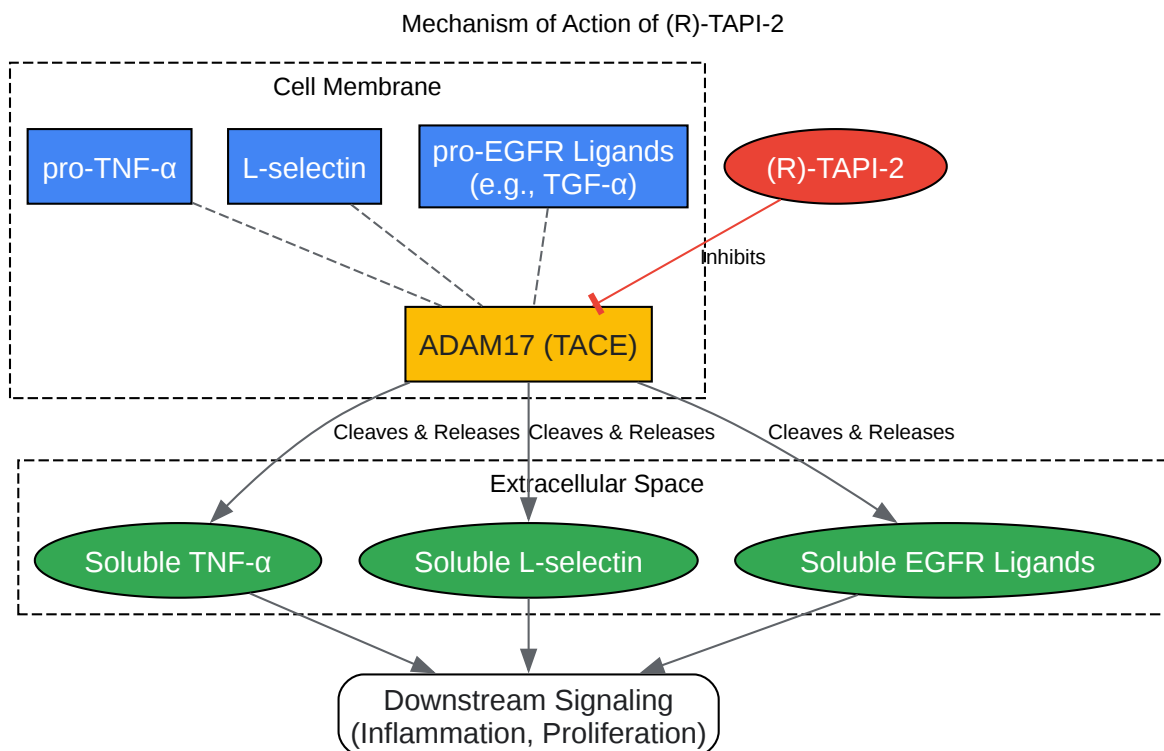 Mechanism of Action of (R)-TAPI-2
Cell Membrane
pro-TNF-α
L-selectin
pro-EGFR Ligands
(e.g., TGF-α)
(R)-TAPI-2
Inhibits
ADAM17 (TACE)
Cleaves & Releases
Cleaves & Releases
Cleaves & Releases
Extracellular Space
Soluble TNF-α
Soluble L-selectin
Soluble EGFR Ligands
Downstream Signaling
(Inflammation, Proliferation)